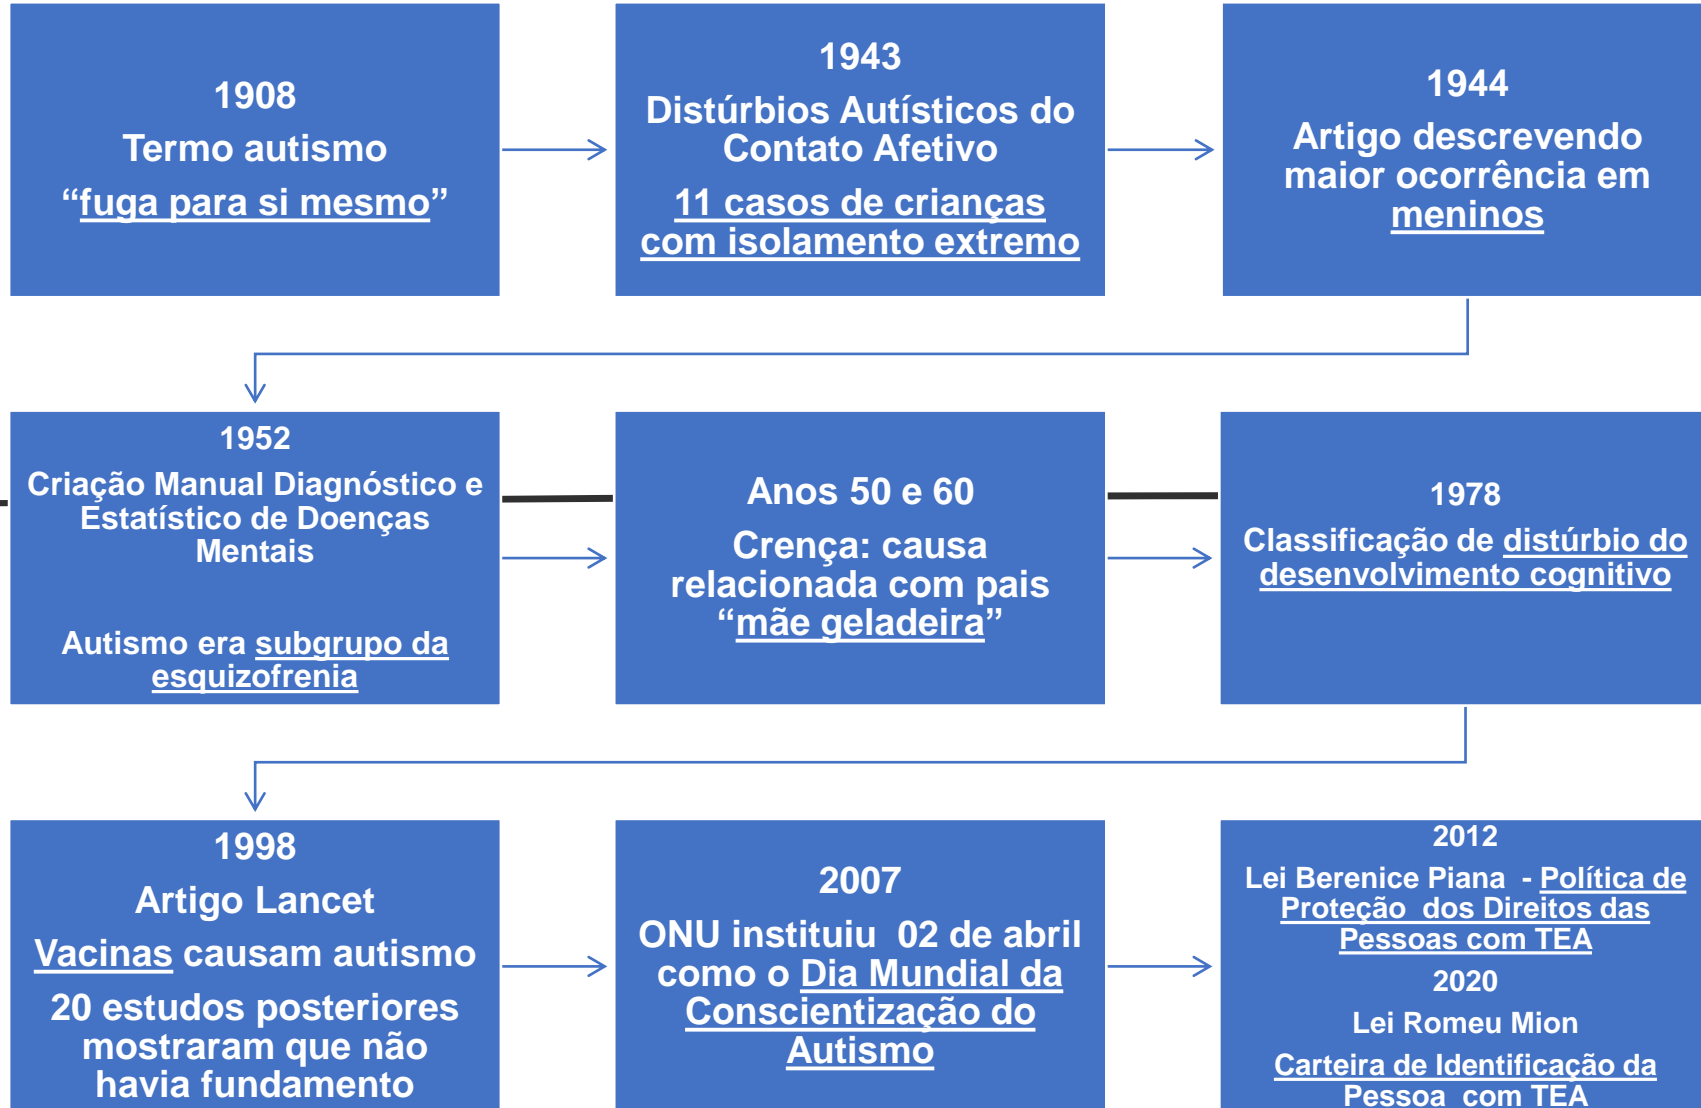 1908
Termo autismo
“fuga para si mesmo”
1943
Distúrbios Autísticos do
Contato Afetivo
11 casos de crianças
com isolamento extremo
1944
Artigo descrevendo
maior ocorrência em
meninos
1952
Criação Manual Diagnóstico e
Estatístico de Doenças
Mentais
Autismo era subgrupo da
esquizofrenia
Anos 50 e 60
Crença: causa
relacionada com pais
“mãe geladeira”
1978
Classificação de distúrbio do
desenvolvimento cognitivo
1998
Artigo Lancet
Vacinas causam autismo
20 estudos posteriores
mostraram que não
havia fundamento
2007
ONU instituiu 02 de abril
como o Dia Mundial da
Conscientização do
Autismo
2012
Lei Berenice Piana - Política de
Proteção dos Direitos das
Pessoas com TEA
2020
Lei Romeu Mion
Carteira de Identificação da
Pessoa com TEA